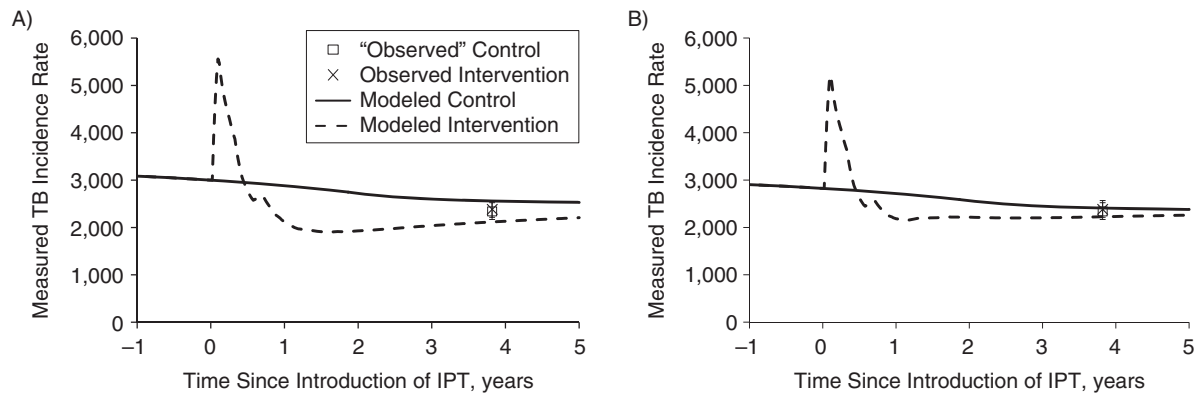 A)
Measured TB Incidence Rate
6,000
5,000
4,000
3,000
2,000
1,000
0
–1 0 1 2 3 4 5
Time Since Introduction of IPT, years
"Observed" Control
Observed Intervention
Modeled Control
Modeled Intervention
B)
Measured TB Incidence Rate
6,000
5,000
4,000
3,000
2,000
1,000
0
–1 0 1 2 3 4 5
Time Since Introduction of IPT, years